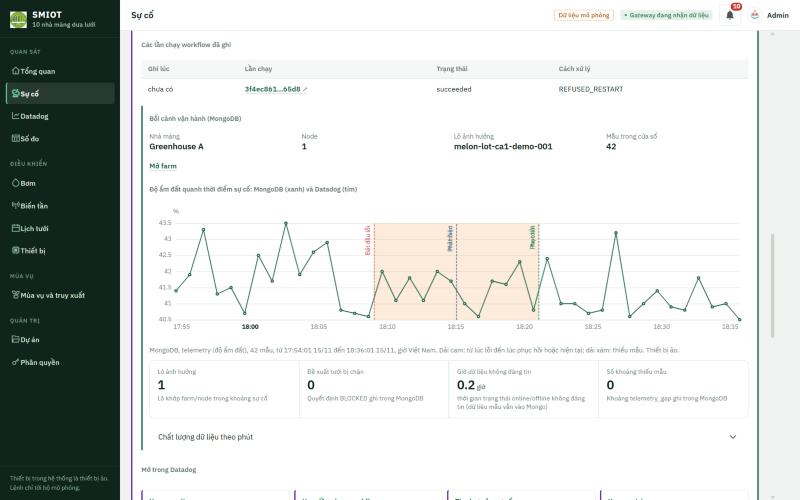 SMIOT
10 nhà màng dưa lưới
QUAN SÁT
Tổng quan
Sự cố
Datadog
Số đo
ĐIỀU KHIỂN
Bơm
Biến tần
Lịch tưới
Thiết bị
MÙA VỤ
Mùa vụ và truy xuất
QUẢN TRỊ
Dự án
Phân quyền
Thiết bị trong hệ thống là thiết bị ảo.
Lệnh chỉ tới bộ mô phỏng.
Sự cố
Dữ liệu mô phỏng
Gateway đang nhận dữ liệu
10
Admin
Các lần chạy workflow đã ghi
Ghi lúc Lần chạy Trạng thái Cách xử lý
chưa có 3f4ec861...65d8 ↗ succeeded REFUSED_RESTART
Bối cảnh vận hành (MongoDB)
Nhà màng Node Lô ảnh hưởng Mẫu trong cửa sổ
Greenhouse A 1 melon-lot-ca1-demo-001 42
Mở farm
Độ ẩm đất quanh thời điểm sự cố: MongoDB (xanh) và Datadog (tím)
%
43.5
43
42.5
42
41.5
41
40.5
Bắt đầu lỗi
17:55 18:00 18:05 18:10 18:15 18:20 18:25 18:30 18:35
MongoDB, telemetry (độ ẩm đất), 42 mẫu, từ 17:54:01 15/11 đến 18:36:01 15/11, giờ Việt Nam. Dải cam: từ lúc lỗi đến lúc phục hồi hoặc hiện tại; dải xám: thiếu mẫu. Thiết bị ảo.
Lô ảnh hưởng
1
Lô khớp farm/node trong khoảng sự cố
Đề xuất tưới bị chặn
0
Quyết định BLOCKED ghi trong MongoDB
Giờ dữ liệu không đáng tin
0.2 giờ
thời gian trạng thái online/offline không đáng
tin (dữ liệu mẫu vẫn vào Mongo)
Số khoảng thiếu mẫu
0
Khoảng telemetry_gap ghi trong MongoDB
Chất lượng dữ liệu theo phút
Mở trong Datadog